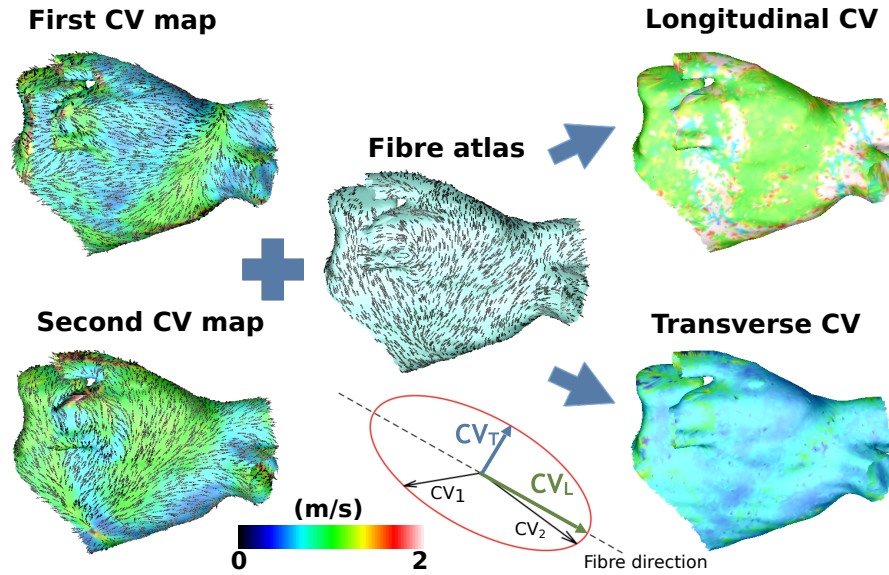 First CV map
Longitudinal CV
Fibre atlas
Second CV map
Transverse CV
CVT
CV1
CVL
CV2
(m/s)
0
2
Fibre direction